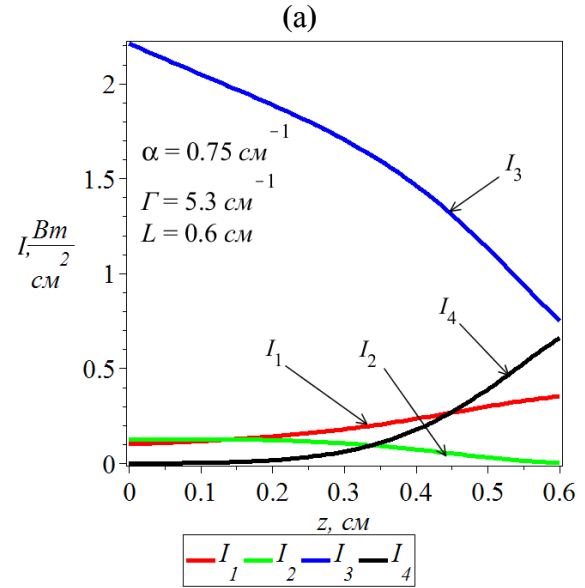 (a)
2
α = 0.75 см⁻¹
1.5
I₃
Γ = 5.3 см⁻¹
L = 0.6 см
I, Вт/см²
1
I₄
0.5
I₁
I₂
0
0 0.1 0.2 0.3 0.4 0.5 0.6
z, см
I₁ I₂ I₃ I₄